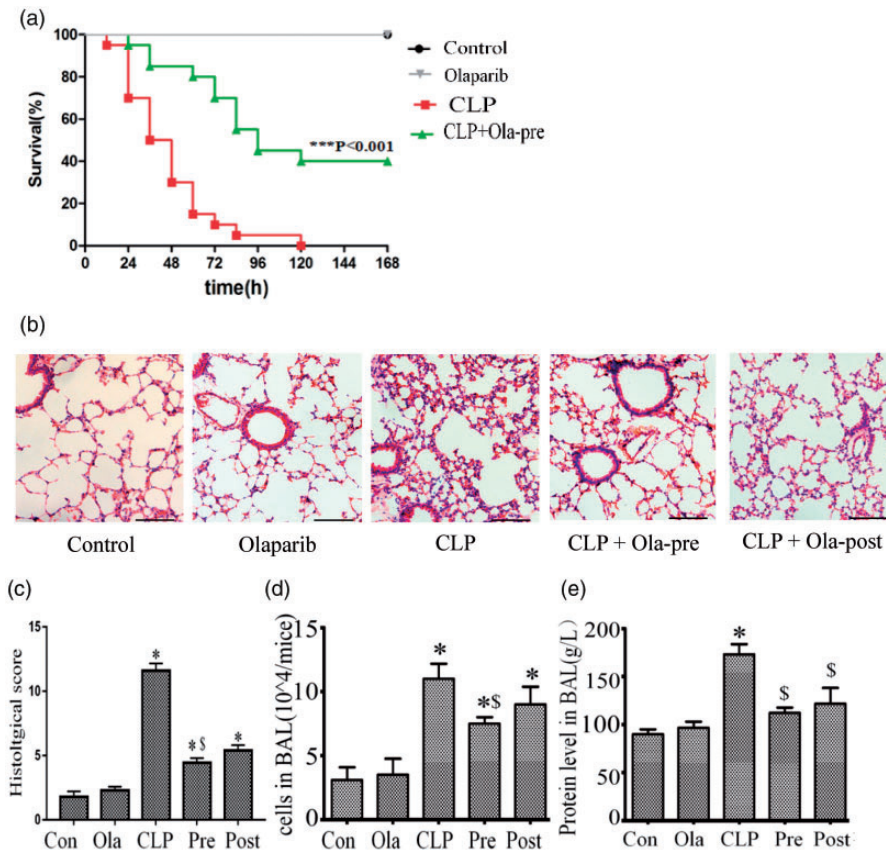 (a)
100
80
60
40
20
0
Survival(%)
0 24 48 72 96 120 144 168
time(h)
***P<0.001
Control
Olaparib
CLP
CLP+Ola-pre
(b)
Control Olaparib CLP CLP + Ola-pre CLP + Ola-post
(c)
Histoltgical score
15
10
5
0
* *$ *
Con Ola CLP Pre Post
(d)
cells in BAL(10^4/mice)
15
10
5
0
* *$ *
Con Ola CLP Pre Post
(e)
Protein level in BAL(g/L)
200
150
100
50
0
* $ $
Con Ola CLP Pre Post